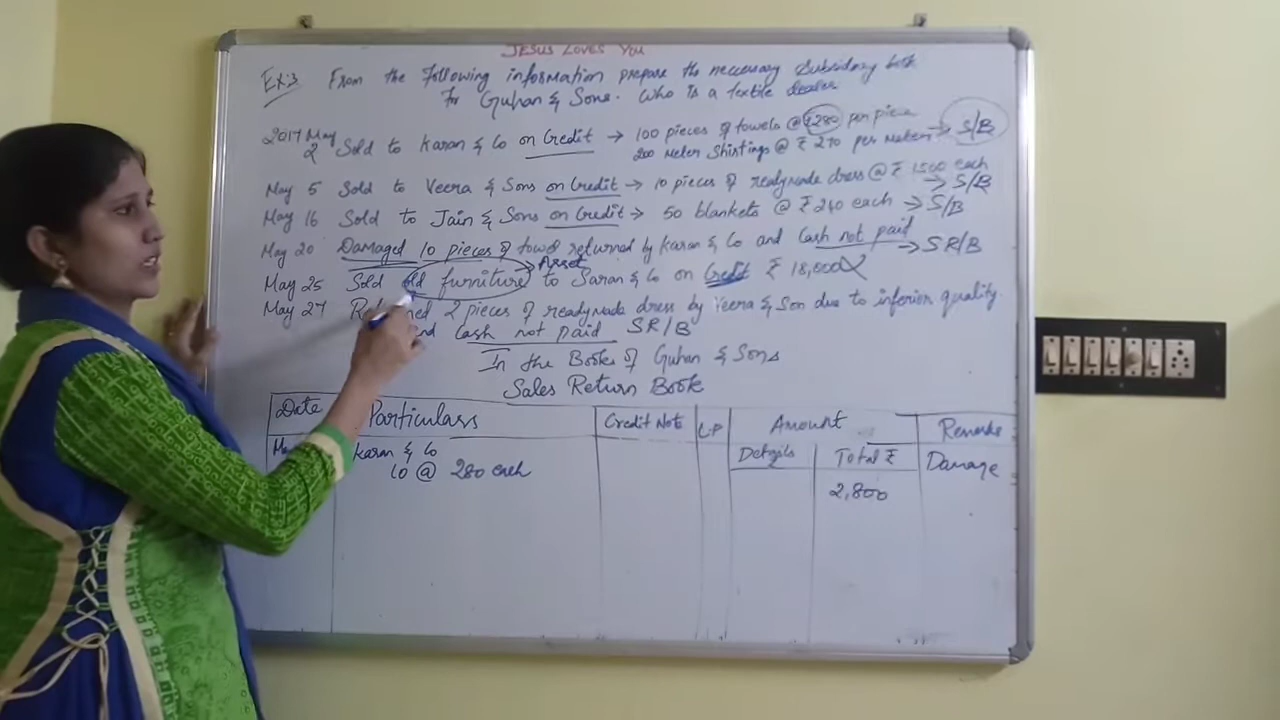 JESUS LOVES YOU
Ex:3 From the following information prepare the necessary Subsidiary book
For Guhan & Sons. Who is a textile dealer
2017 May
2 Sold to Karan & Co on Credit → 100 pieces of towels @ ₹280 per piece
200 Meter Shirtings @ ₹ 270 per Meter → S/B
May 5 Sold to Veera & Sons on Credit → 10 pieces of readymade dress @ ₹ 1500 each
→ S/B
May 16 Sold to Jain & Sons on Credit → 50 blankets @ ₹ 240 each → S/B
May 20 Damaged 10 pieces of towel returned by Karan & Co and Cash not paid
→ SR/B
→ Asset
May 25 Sold old furniture to Saran & Co on Credit ₹ 18,000 X
May 27 2 pieces of readymade dress by Veera & Son due to inferior quality
Cash not paid SR/B
In the Books of Guhan & Sons
Sales Return Book
Date Particulars Credit Note L.P Amount Remarks
Details Total ₹
Karan & Co Damage
10 @ 280 each 2,800